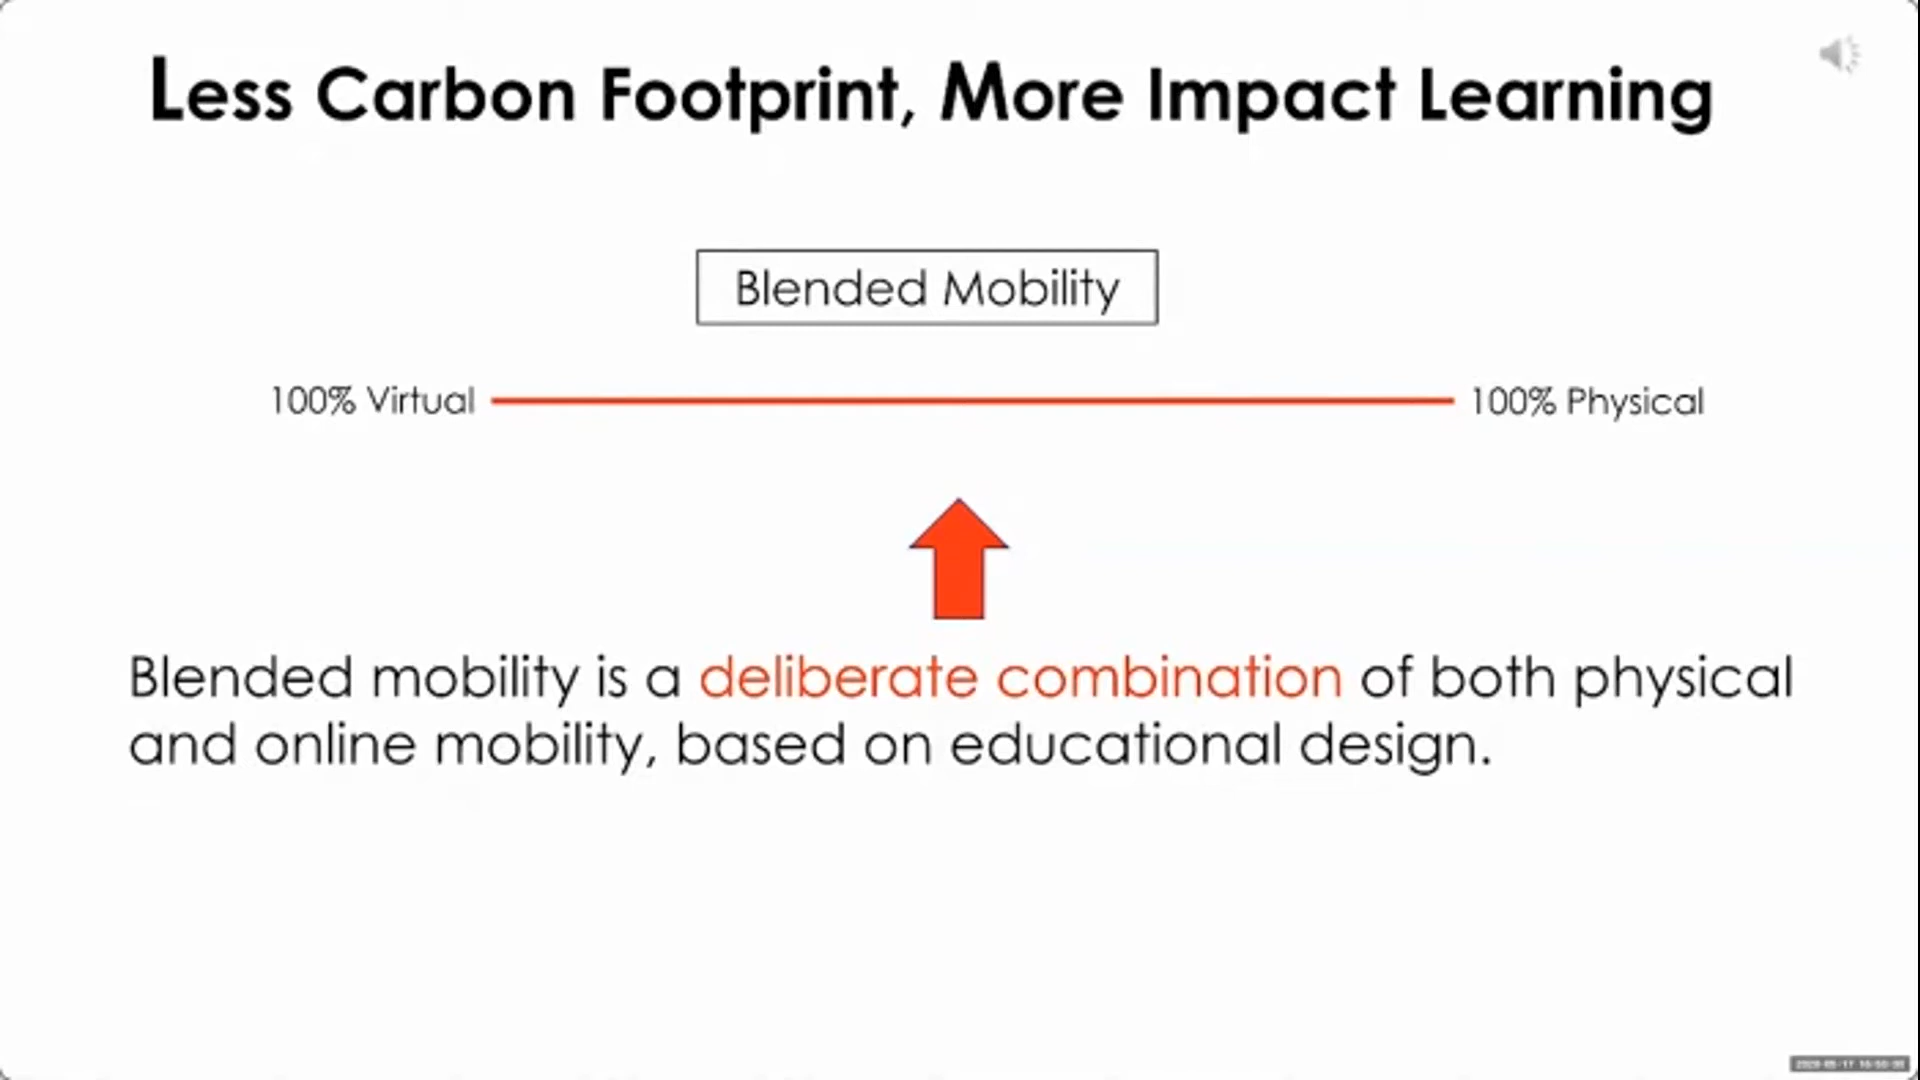 Less Carbon Footprint, More Impact Learning
Blended Mobility
100% Virtual
100% Physical
Blended mobility is a deliberate combination of both physical
and online mobility, based on educational design.